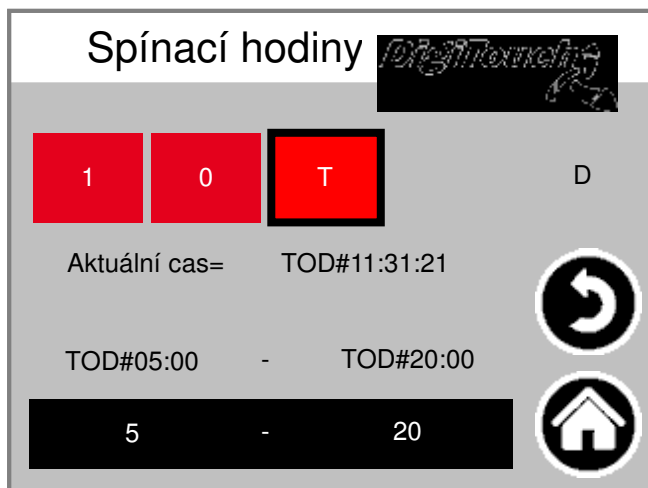 Spínací hodiny DigiTouch
1 0 T D
Aktuální cas= TOD#11:31:21
TOD#05:00 - TOD#20:00
5 - 20